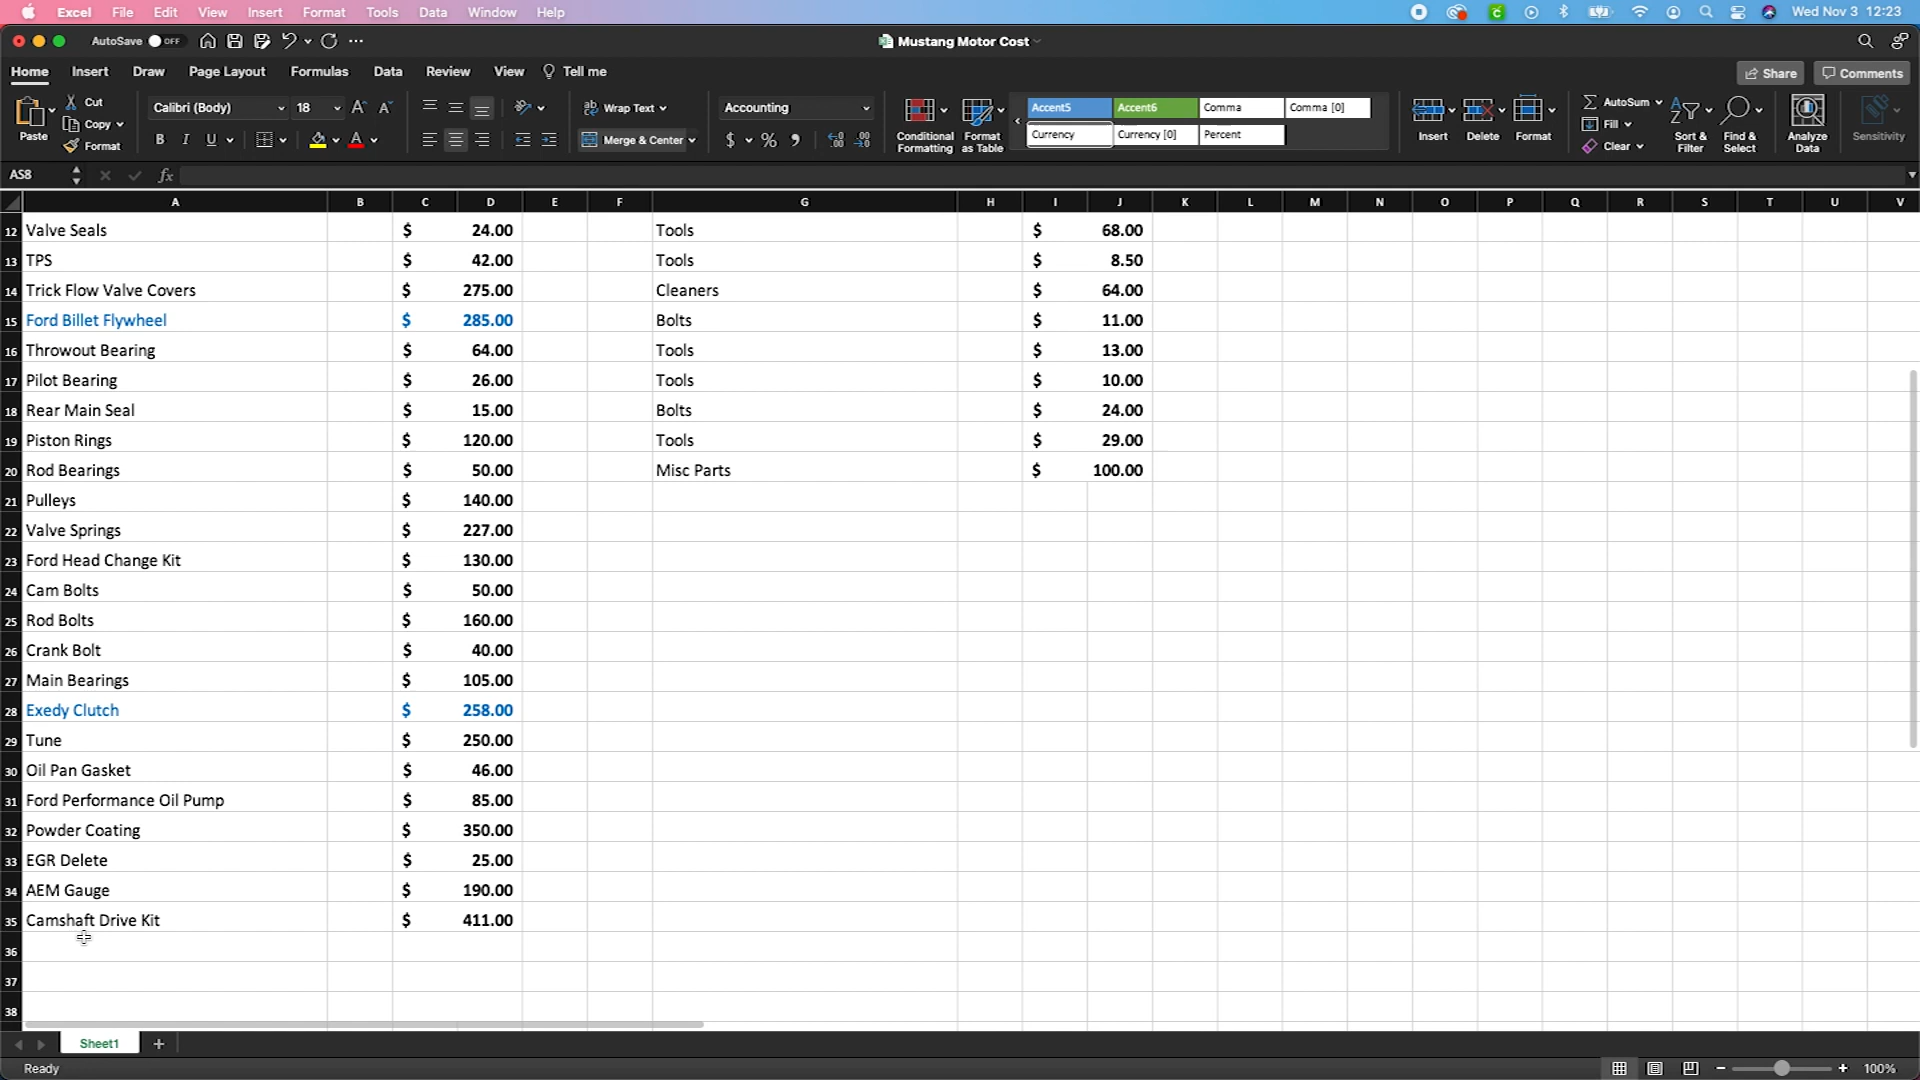 Excel File Edit View Insert Format Tools Data Window Help Wed Nov 3 12:23
AutoSave OFF Mustang Motor Cost
Home Insert Draw Page Layout Formulas Data Review View Tell me Share Comments
Paste Cut Copy Format
Calibri (Body) 18 A A
B I U A
Wrap Text
Merge & Center
Accounting
$ % 9
Conditional Formatting
Format as Table
Accent5 Accent6 Comma Comma [0]
Currency Currency [0] Percent
Insert Delete Format
AutoSum
Fill
Clear
Sort & Filter
Find & Select
Analyze Data
Sensitivity
AS8 fx
A B C D E F G H I J K L M N O P Q R S T U V
12 Valve Seals $ 24.00 Tools $ 68.00
13 TPS $ 42.00 Tools $ 8.50
14 Trick Flow Valve Covers $ 275.00 Cleaners $ 64.00
15 Ford Billet Flywheel $ 285.00 Bolts $ 11.00
16 Throwout Bearing $ 64.00 Tools $ 13.00
17 Pilot Bearing $ 26.00 Tools $ 10.00
18 Rear Main Seal $ 15.00 Bolts $ 24.00
19 Piston Rings $ 120.00 Tools $ 29.00
20 Rod Bearings $ 50.00 Misc Parts $ 100.00
21 Pulleys $ 140.00
22 Valve Springs $ 227.00
23 Ford Head Change Kit $ 130.00
24 Cam Bolts $ 50.00
25 Rod Bolts $ 160.00
26 Crank Bolt $ 40.00
27 Main Bearings $ 105.00
28 Exedy Clutch $ 258.00
29 Tune $ 250.00
30 Oil Pan Gasket $ 46.00
31 Ford Performance Oil Pump $ 85.00
32 Powder Coating $ 350.00
33 EGR Delete $ 25.00
34 AEM Gauge $ 190.00
35 Camshaft Drive Kit $ 411.00
36
37
38
Sheet1 +
Ready 100%